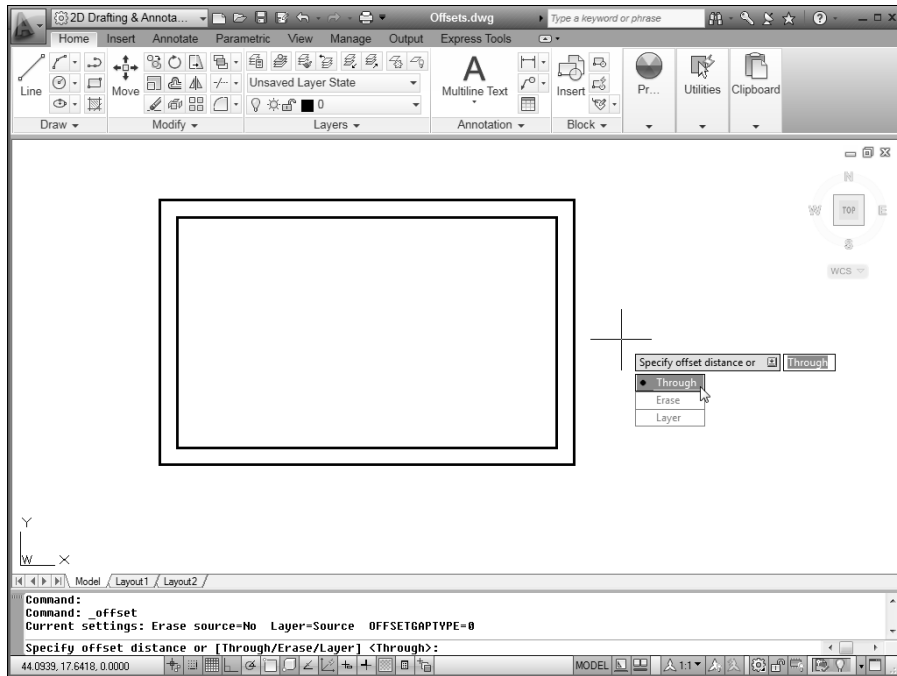 2D Drafting & Annota... Offsets.dwg Type a keyword or phrase
Home Insert Annotate Parametric View Manage Output Express Tools
Line Move Unsaved Layer State 0 A Multiline Text Insert Pr... Utilities Clipboard
Draw Modify Layers Annotation Block
N
W TOP E
S
WCS
Specify offset distance or Through
Through
Erase
Layer
Y
W X
Model Layout1 Layout2
Command:
Command: _offset
Current settings: Erase source=No Layer=Source OFFSETGAPTYPE=0
Specify offset distance or [Through/Erase/Layer] <Through>:
44.0939, 17.6418, 0.0000 MODEL 1:1